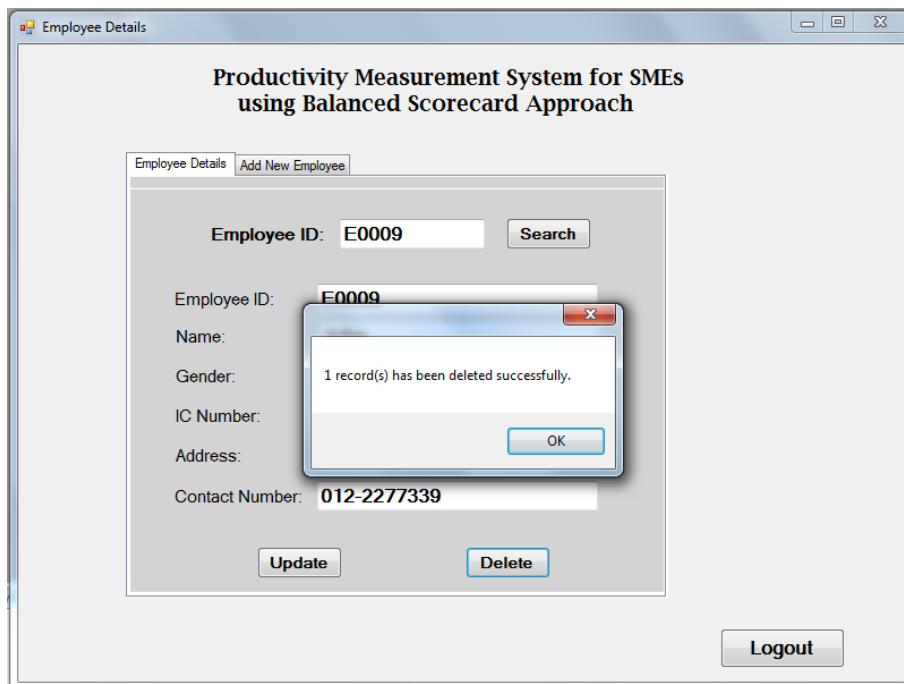 Employee Details
Productivity Measurement System for SMEs
using Balanced Scorecard Approach
Employee Details Add New Employee
Employee ID: E0009 Search
Employee ID: E0009
Name:
Gender:
1 record(s) has been deleted successfully.
IC Number:
OK
Address:
Contact Number: 012-2277339
Update Delete
Logout